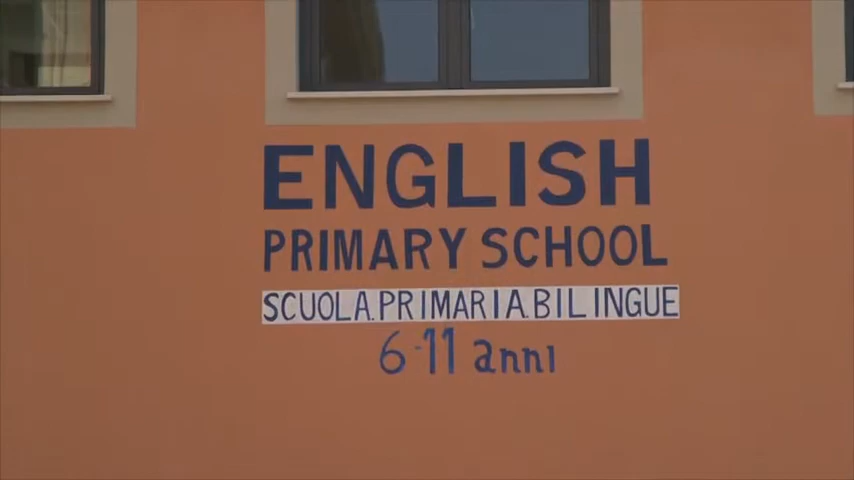 ENGLISH
PRIMARY SCHOOL
SCUOLA.PRIMARIA.BILINGUE
6-11 anni